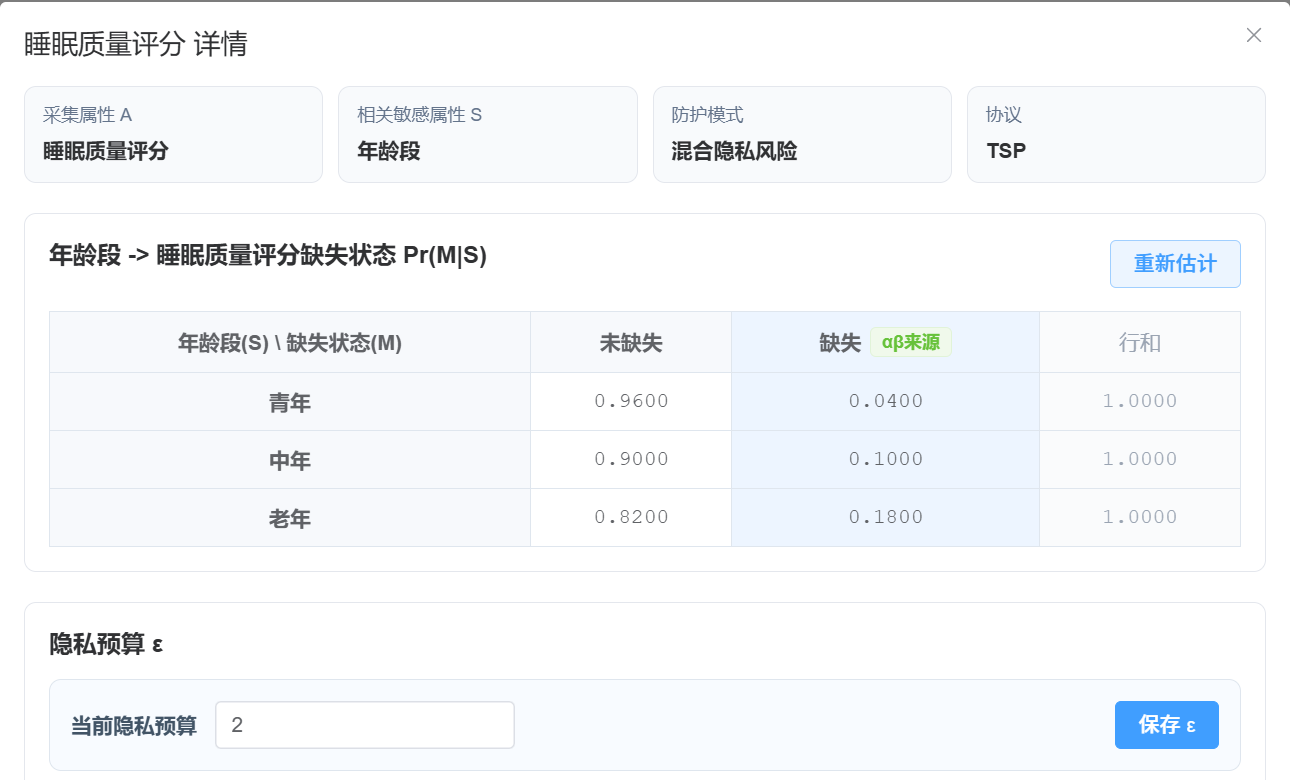 睡眠质量评分 详情
采集属性 A
睡眠质量评分
相关敏感属性 S
年龄段
防护模式
混合隐私风险
协议
TSP
年龄段 -> 睡眠质量评分缺失状态 Pr(M|S)
重新估计
年龄段(S) \ 缺失状态(M) 未缺失 缺失 αβ来源 行和
青年 0.9600 0.0400 1.0000
中年 0.9000 0.1000 1.0000
老年 0.8200 0.1800 1.0000
隐私预算 ε
当前隐私预算 2 保存 ε